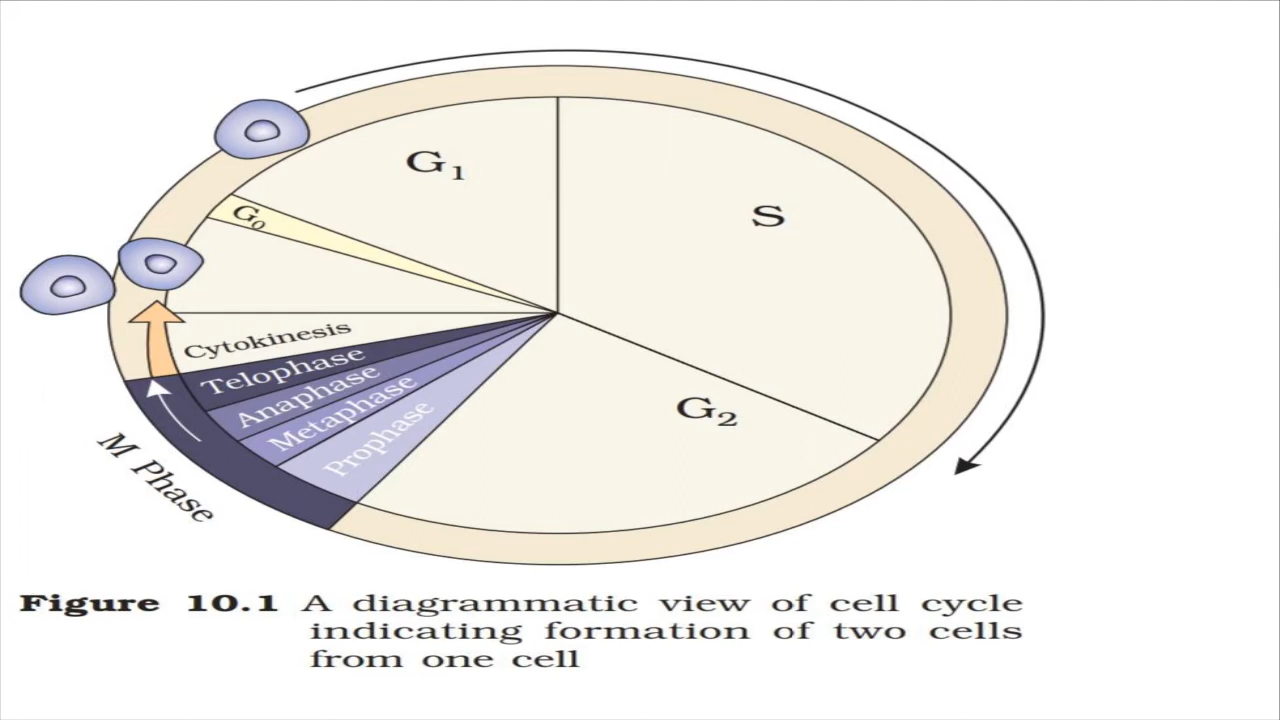 G₁
S
G₀
Cytokinesis
Telophase
Anaphase
Metaphase
Prophase
G₂
M Phase
Figure 10.1 A diagrammatic view of cell cycle
indicating formation of two cells
from one cell